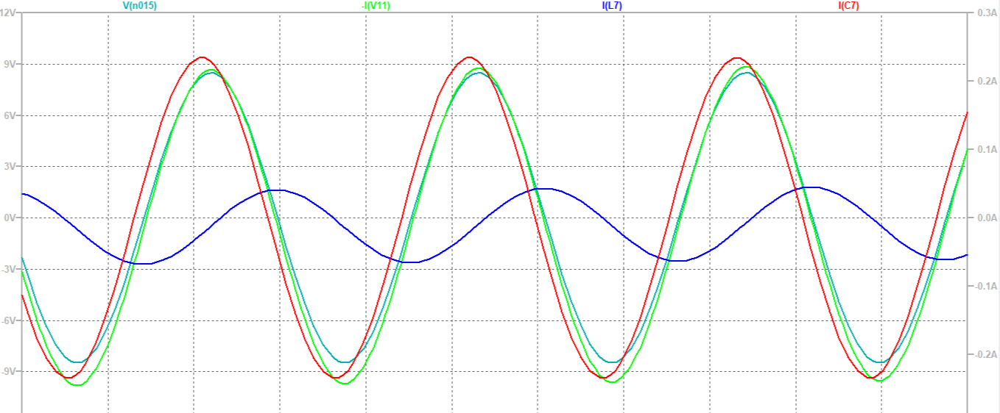 V(n015) -I(V11) I(L7) I(C7)
12V 0.3A
9V
0.2A
6V
3V 0.1A
0V 0.0A
-3V
-0.1A
-6V
-0.2A
-9V